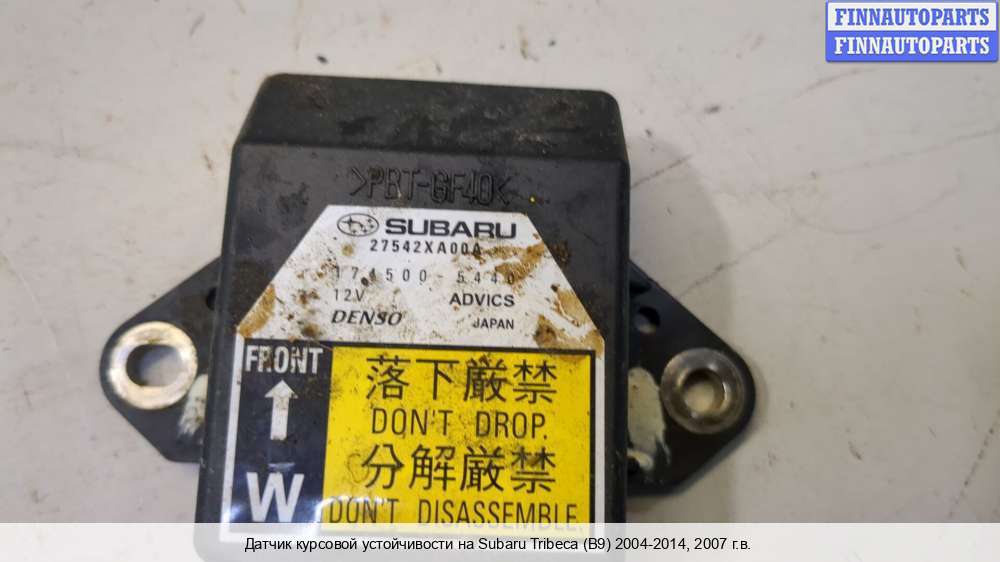 FINNAUTOPARTS
FINNAUTOPARTS
>PBT-GF40<
SUBARU
27542XA00A
174500-5440
12V ADVICS
DENSO JAPAN
FRONT
落下厳禁
DON'T DROP.
分解厳禁
W
DON'T DISASSEMBLE.
Датчик курсовой устойчивости на Subaru Tribeca (B9) 2004-2014, 2007 г.в.